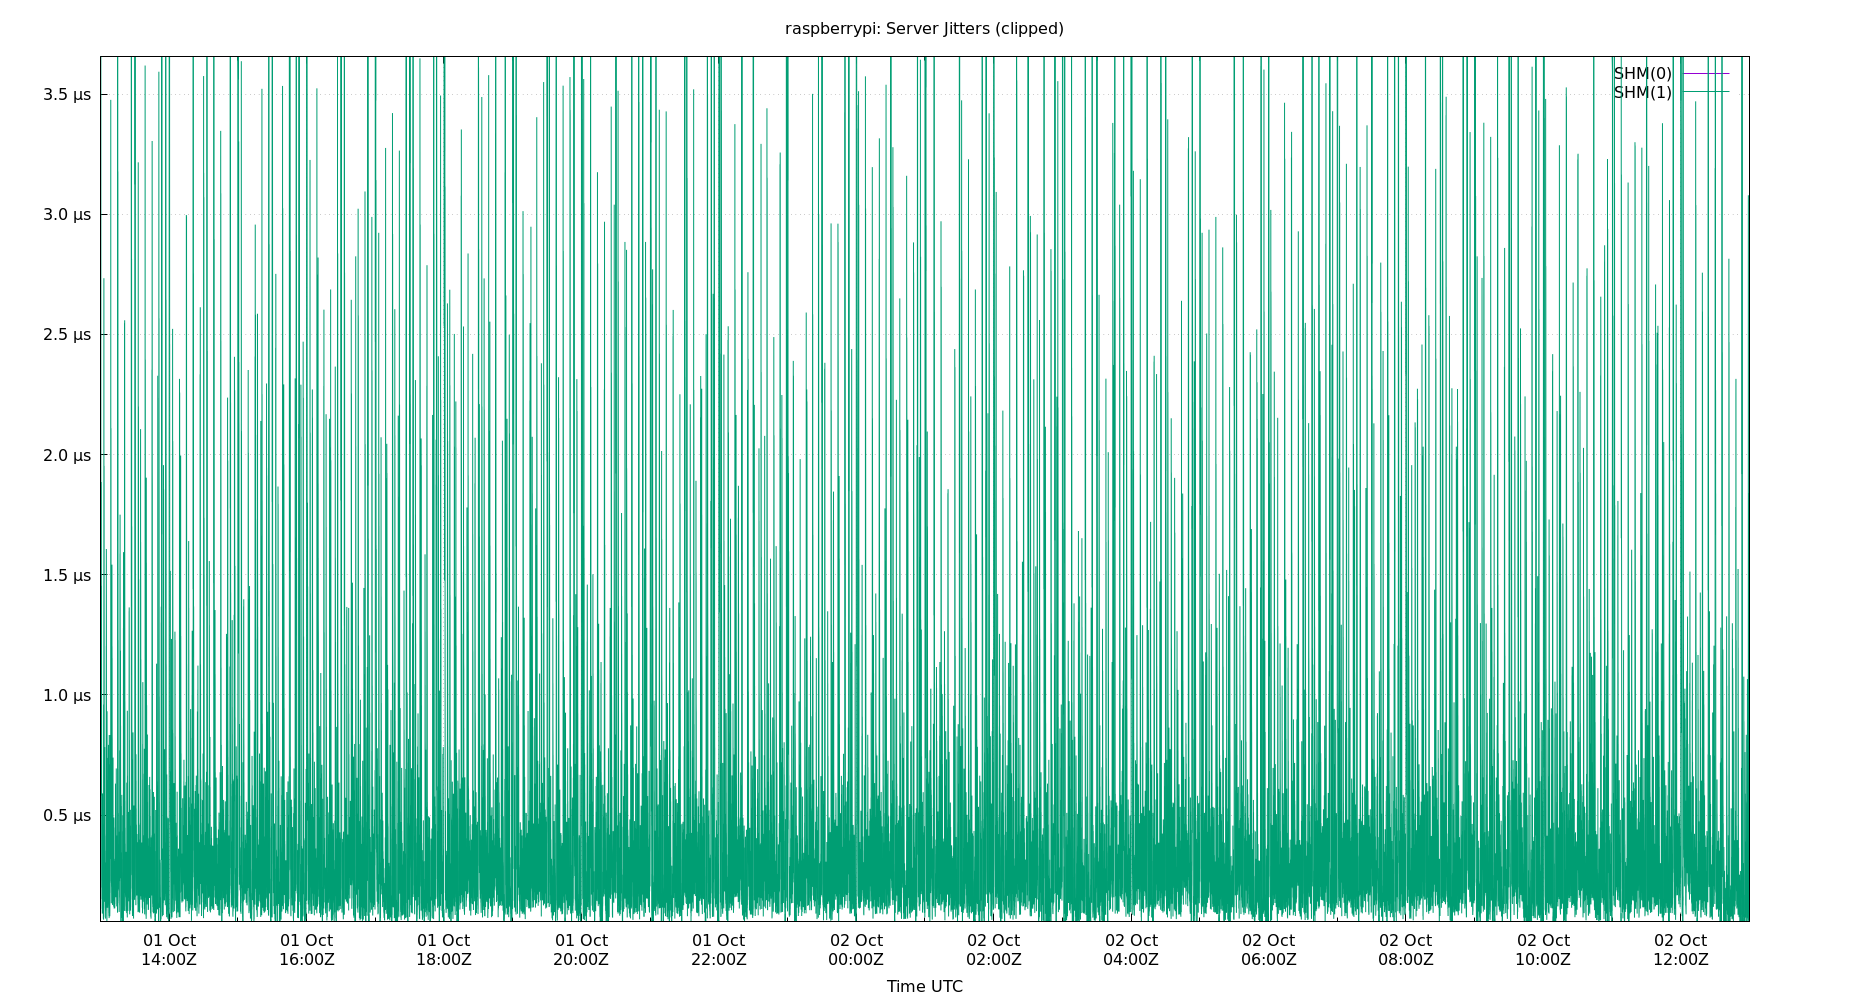 raspberrypi: Server Jitters (clipped)
SHM(0)
SHM(1)
3.5 µs
3.0 µs
2.5 µs
2.0 µs
1.5 µs
1.0 µs
0.5 µs
01 Oct 01 Oct 01 Oct 01 Oct 01 Oct 02 Oct 02 Oct 02 Oct 02 Oct 02 Oct 02 Oct 02 Oct
14:00Z 16:00Z 18:00Z 20:00Z 22:00Z 00:00Z 02:00Z 04:00Z 06:00Z 08:00Z 10:00Z 12:00Z
Time UTC